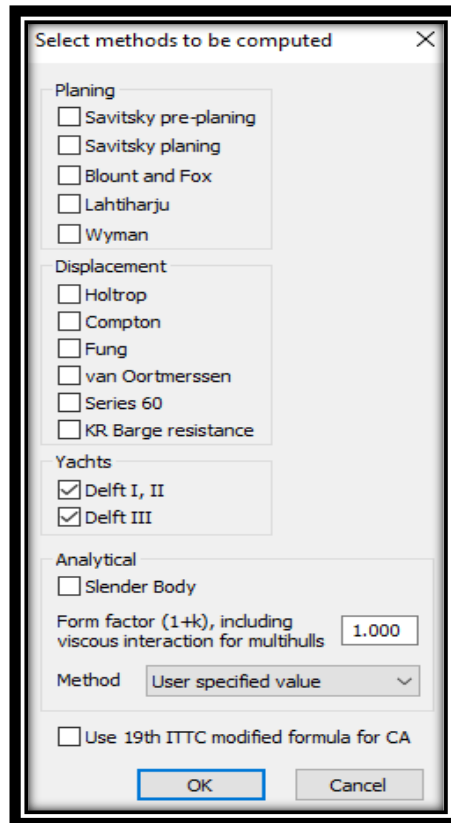 Select methods to be computed
Planing
Savitsky pre-planing
Savitsky planing
Blount and Fox
Lahtiharju
Wyman
Displacement
Holtrop
Compton
Fung
van Oortmerssen
Series 60
KR Barge resistance
Yachts
Delft I, II
Delft III
Analytical
Slender Body
Form factor (1+k), including
viscous interaction for multihulls
1.000
Method User specified value
Use 19th ITTC modified formula for CA
OK Cancel